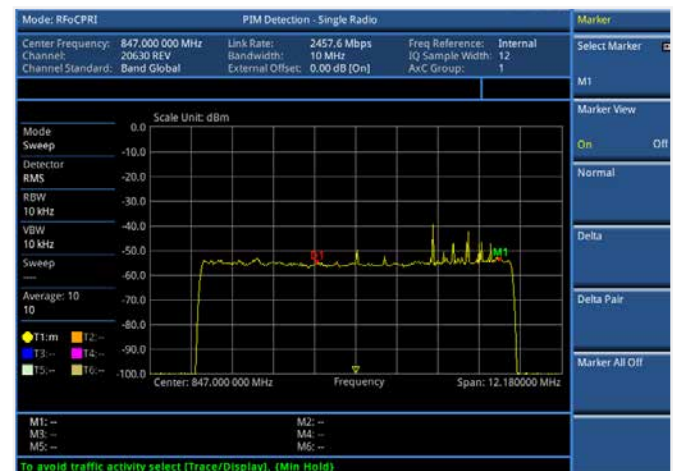 Mode: RFoCPRI PIM Detection - Single Radio Marker
Center Frequency: 847.000 000 MHz Link Rate: 2457.6 Mbps Freq Reference: Internal
Channel: 20630 REV Bandwidth: 10 MHz IQ Sample Width: 12
Channel Standard: Band Global External Offset: 0.00 dB [On] AxC Group: 1
Select Marker
M1
Scale Unit: dBm
Marker View
On Off
Mode
Sweep
0.0
-10.0
Detector
RMS
-20.0
Normal
RBW
10 kHz
-30.0
VBW
10 kHz
-40.0
-50.0
D1 M1
Delta
Sweep
----
-60.0
Average: 10
10
-70.0
Delta Pair
-80.0
T1:m T2:--
T3:-- T4:--
-90.0
T5:-- T6:--
-100.0
Marker All Off
Center: 847.000 000 MHz Frequency Span: 12.180000 MHz
M1: -- M2: --
M3: -- M4: --
M5: -- M6: --
To avoid traffic activity select [Trace/Display], {Min Hold}